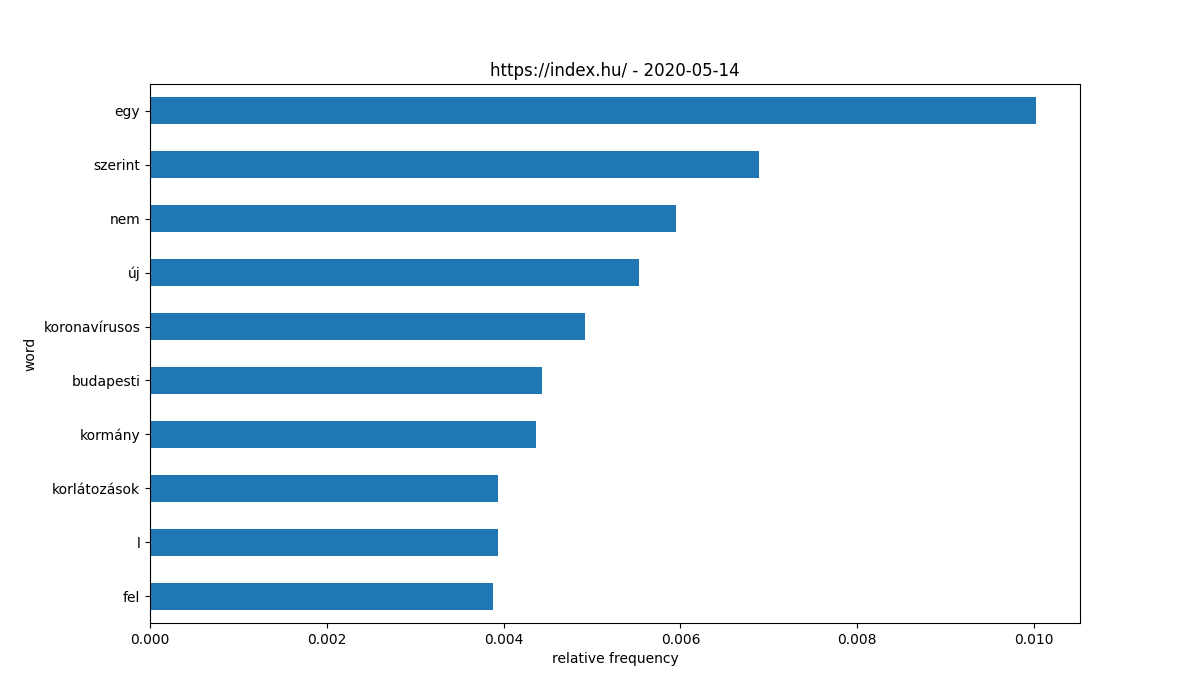 https://index.hu/ - 2020-05-14
egy
szerint
nem
új
koronavírusos
budapesti
kormány
korlátozások
l
fel
word
0.000 0.002 0.004 0.006 0.008 0.010
relative frequency